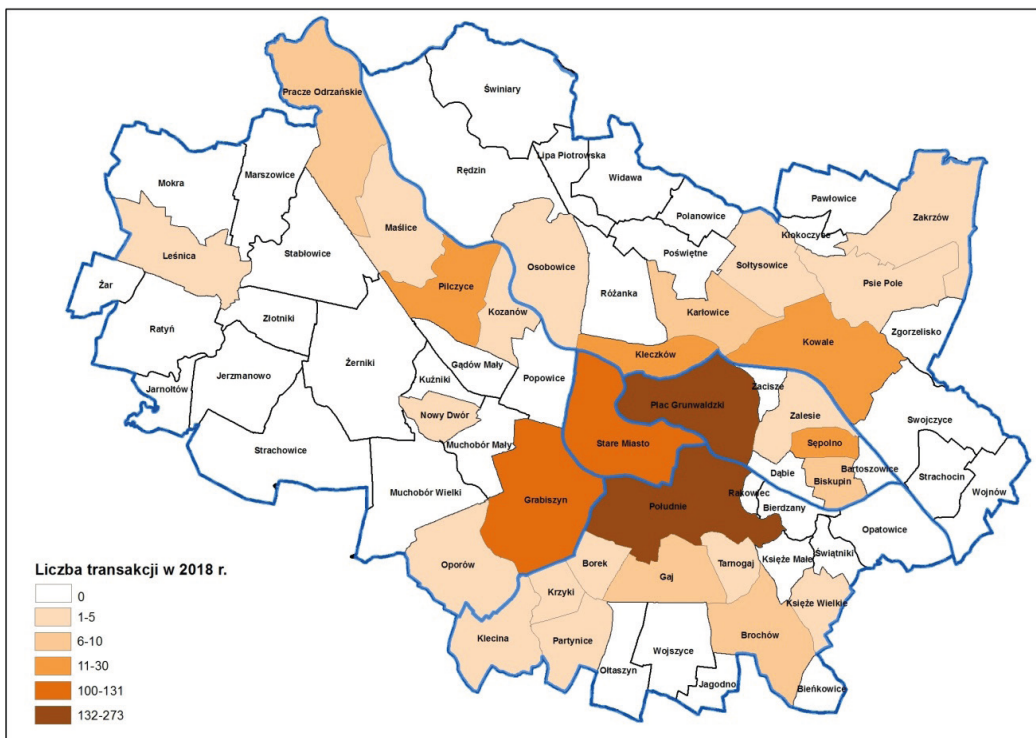 Pracze Odrzańskie
Świniary
Lipa Piotrowska
Rędzin
Widawa
Marszowice
Mokra
Pawłowice
Zakrzów
Polanowice
Kłokoczyce
Maślice
Poświętne
Sołtysowice
Leśnica
Stabłowice
Osobowice
Psie Pole
Żar
Pilczyce
Różanka
Kozanów
Karłowice
Złotniki
Ratyń
Zgorzelisko
Kowale
Kleczków
Żerniki
Gądów Mały
Jerzmanowo
Kuźniki
Popowice
Zacisze
Jarnołtów
Plac Grunwaldzki
Nowy Dwór
Zalesie
Swojczyce
Stare Miasto
Sępolno
Muchobór Mały
Strachowice
Dąbie
Bartoszowice
Strachocin
Biskupin
Wojnów
Muchobór Wielki
Rakowiec
Grabiszyn
Południe
Bierdzany
Opatowice
Świątniki
Księże Małe
Oporów
Borek
Gaj
Tarnogaj
Krzyki
Księże Wielkie
Klecina
Partynice
Brochów
Wojszyce
Ołtaszyn
Jagodno
Bieńkowice
Liczba transakcji w 2018 r.
0
1-5
6-10
11-30
100-131
132-273